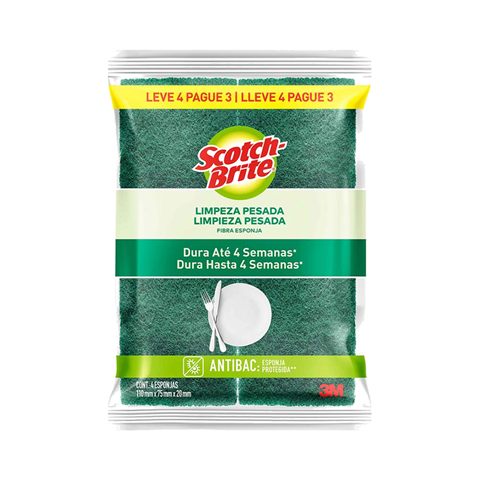 LEVE 4 PAGUE 3 | LLEVE 4 PAGUE 3
Scotch-
Brite
LIMPEZA PESADA
LIMPIEZA PESADA
FIBRA ESPONJA
Dura Até 4 Semanas*
Dura Hasta 4 Semanas*
ANTIBAC: ESPONJA
PROTEGIDA**
CONT.: 4 ESPONJAS
110 mm x 75 mm x 20 mm
3M